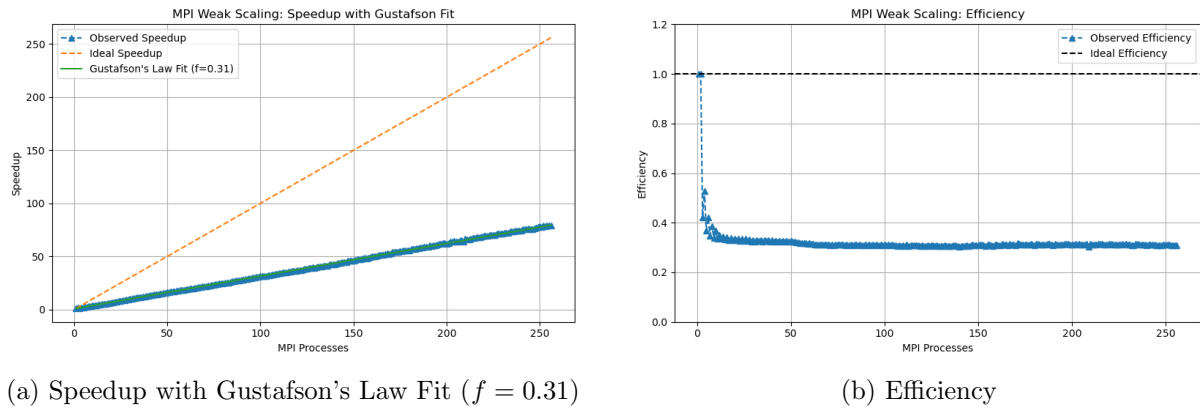 MPI Weak Scaling: Speedup with Gustafson Fit
Observed Speedup
Ideal Speedup
Gustafson's Law Fit (f=0.31)
250
200
150
100
50
0
Speedup
0 50 100 150 200 250
MPI Processes
(a) Speedup with Gustafson's Law Fit (f = 0.31)
MPI Weak Scaling: Efficiency
Observed Efficiency
Ideal Efficiency
1.2
1.0
0.8
0.6
0.4
0.2
0.0
Efficiency
0 50 100 150 200 250
MPI Processes
(b) Efficiency